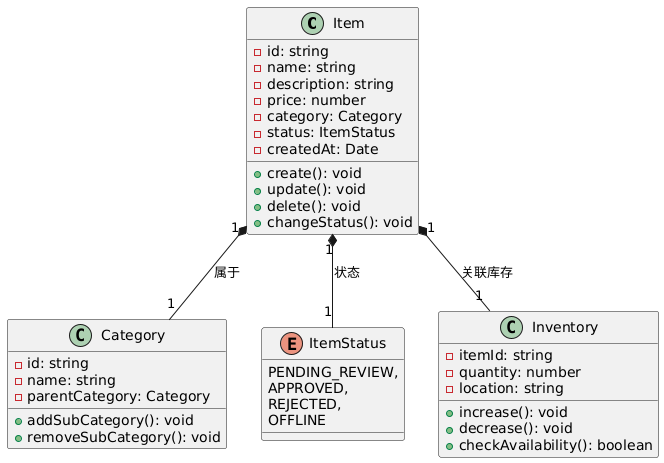 C Item
id: string
name: string
description: string
price: number
category: Category
status: ItemStatus
createdAt: Date
create(): void
update(): void
delete(): void
changeStatus(): void
1
1
1
属于
状态
关联库存
1
1
1
C Category
id: string
name: string
parentCategory: Category
addSubCategory(): void
removeSubCategory(): void
E ItemStatus
PENDING_REVIEW,
APPROVED,
REJECTED,
OFFLINE
C Inventory
itemId: string
quantity: number
location: string
increase(): void
decrease(): void
checkAvailability(): boolean